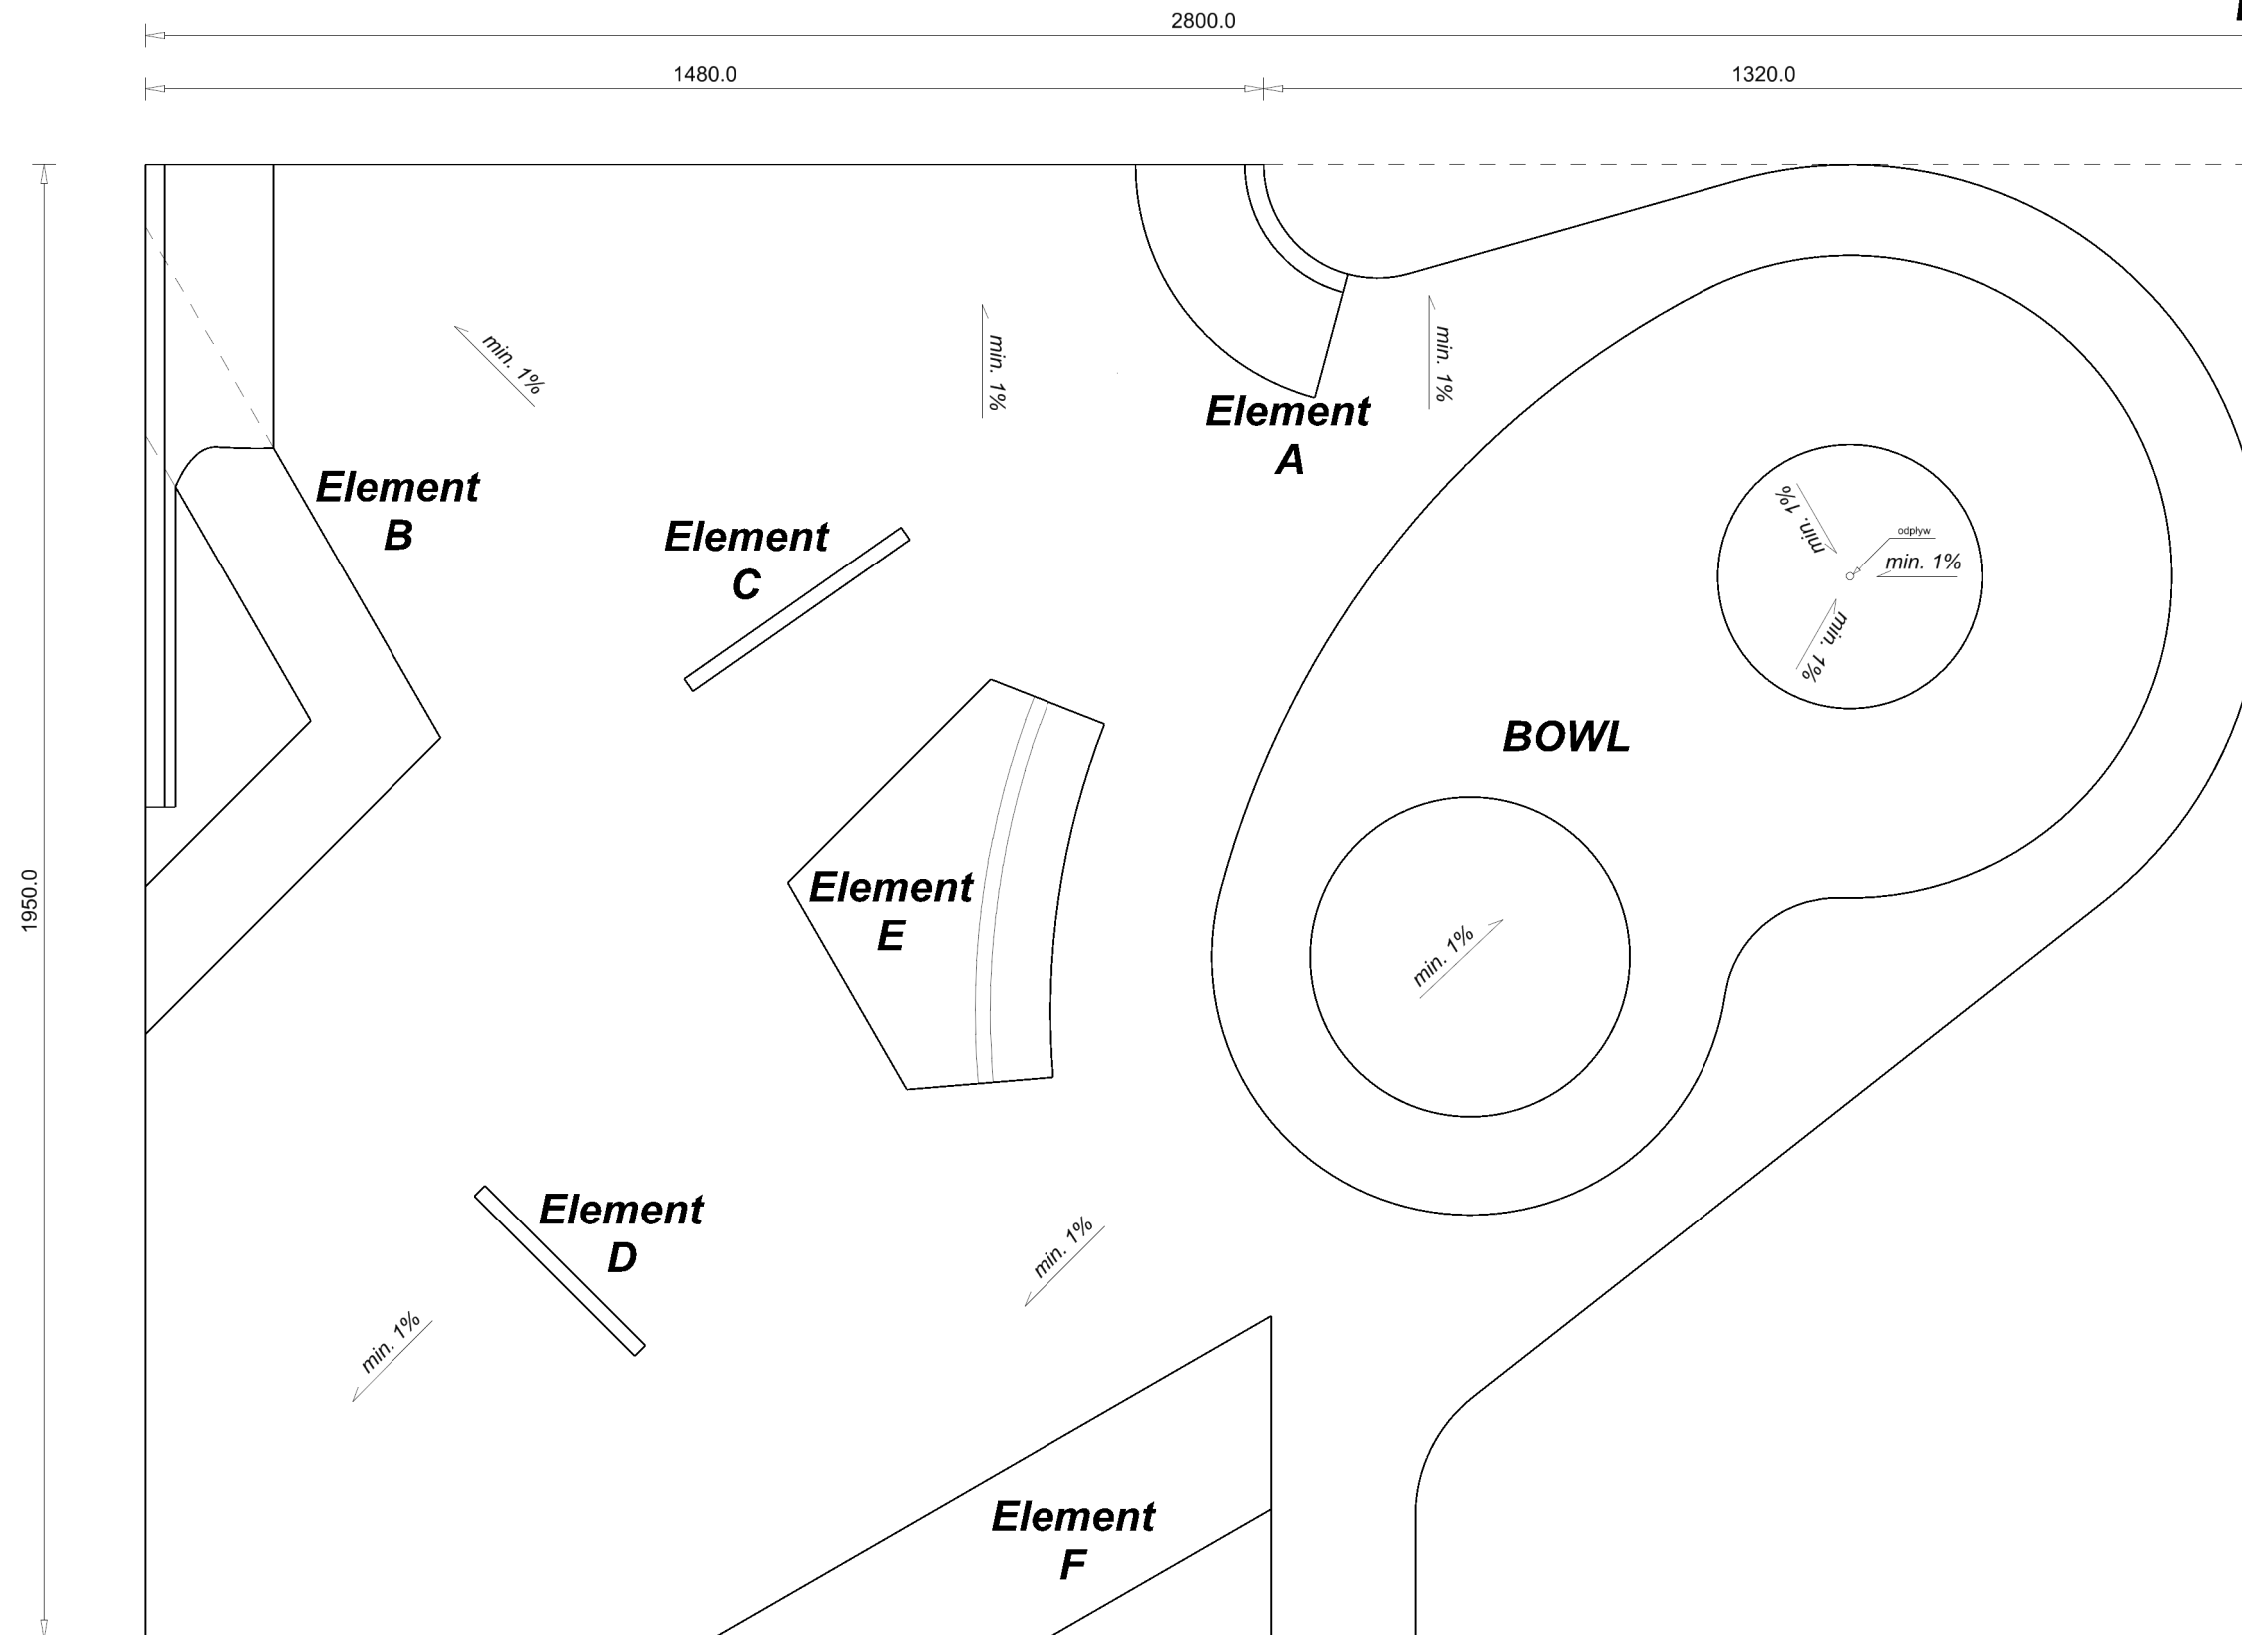 2800.0
1480.0
1320.0
min. 1%
min. 1%
min. 1%
Element
A
Element
B
Element
C
min. 1%
odpływ
min. 1%
min. 1%
BOWL
Element
E
1950.0
min. 1%
Element
D
min. 1%
min. 1%
Element
F